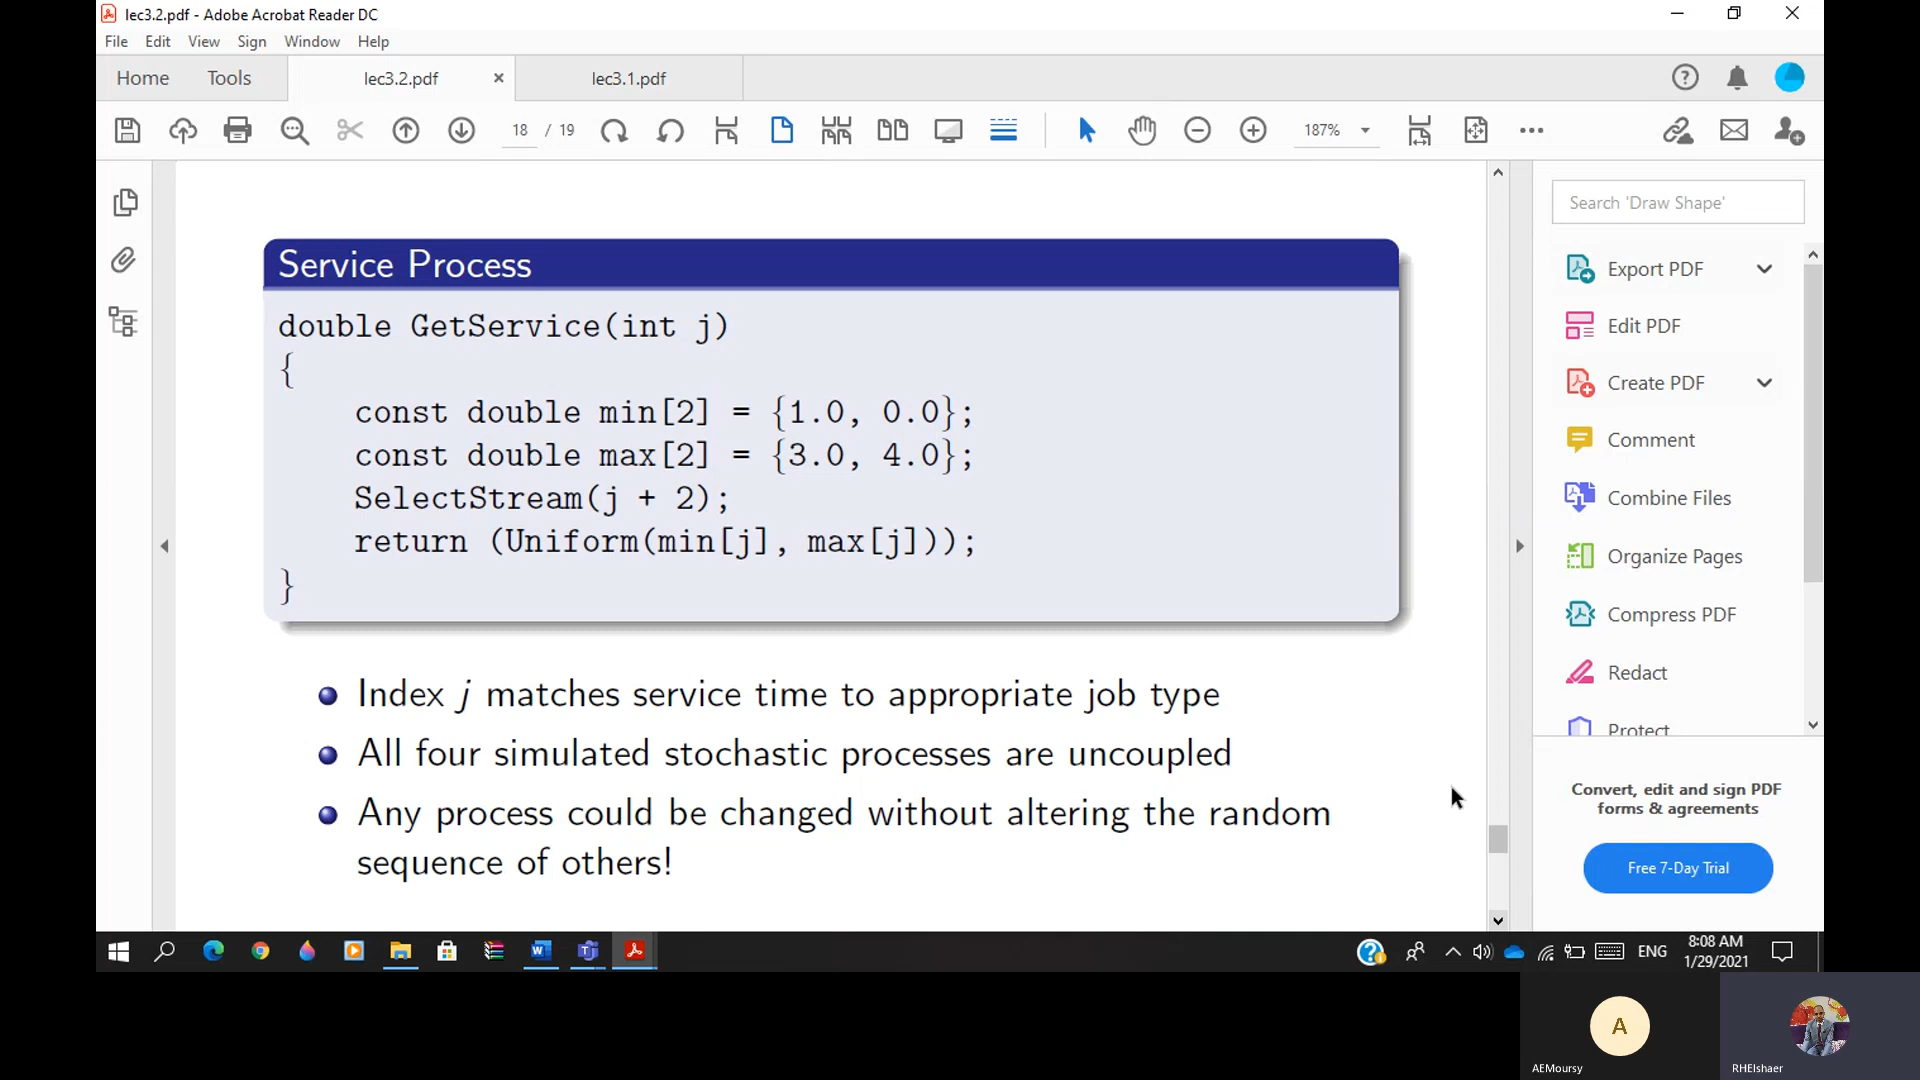 lec3.2.pdf - Adobe Acrobat Reader DC
File Edit View Sign Window Help
Home Tools lec3.2.pdf × lec3.1.pdf
18 / 19 187%
Search 'Draw Shape'
Service Process
double GetService(int j)
{
const double min[2] = {1.0, 0.0};
const double max[2] = {3.0, 4.0};
SelectStream(j + 2);
return (Uniform(min[j], max[j]));
}
Index j matches service time to appropriate job type
All four simulated stochastic processes are uncoupled
Any process could be changed without altering the random
sequence of others!
Export PDF
Edit PDF
Create PDF
Comment
Combine Files
Organize Pages
Compress PDF
Redact
Protect
Convert, edit and sign PDF
forms & agreements
Free 7-Day Trial
ENG
8:08 AM
1/29/2021
A
AEMoursy
RHElshaer